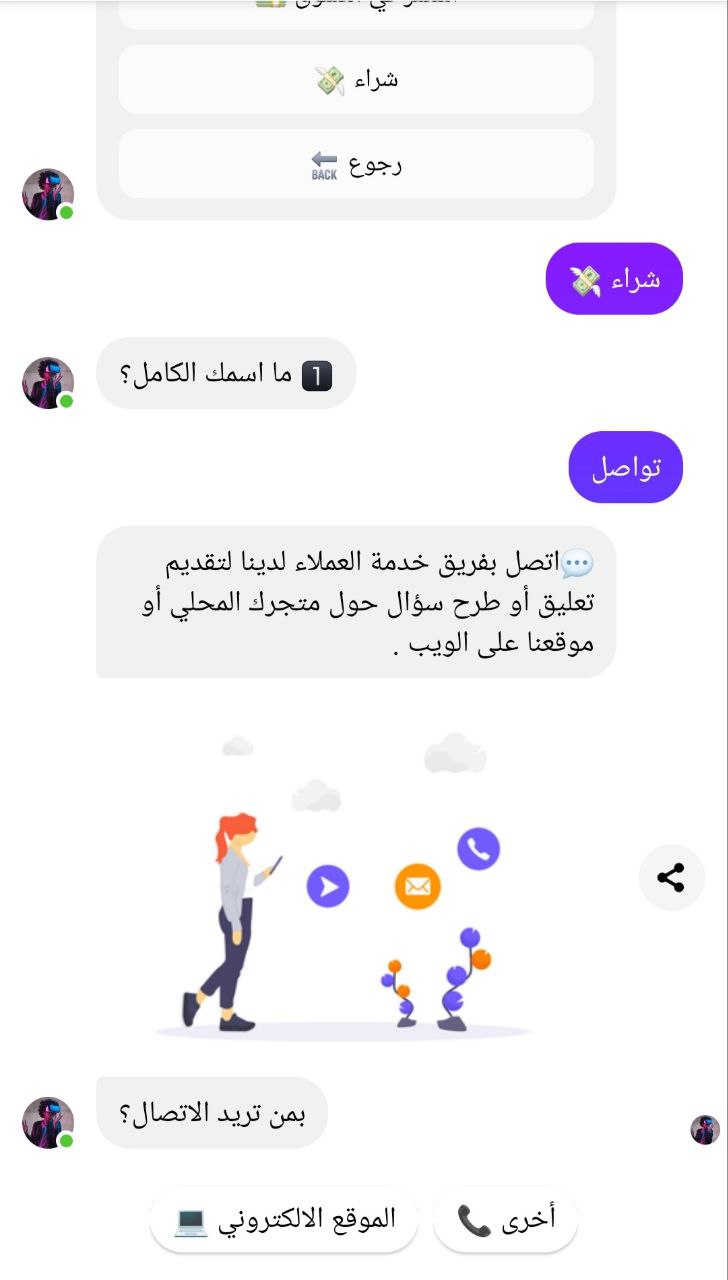 شراء 💸
رجوع 🔙
شراء 💸
1️⃣ ما اسمك الكامل؟
تواصل
💬اتصل بفريق خدمة العملاء لدينا لتقديم
تعليق أو طرح سؤال حول متجرك المحلي أو
موقعنا على الويب .
بمن تريد الاتصال؟
أخرى 📞
الموقع الالكتروني 💻